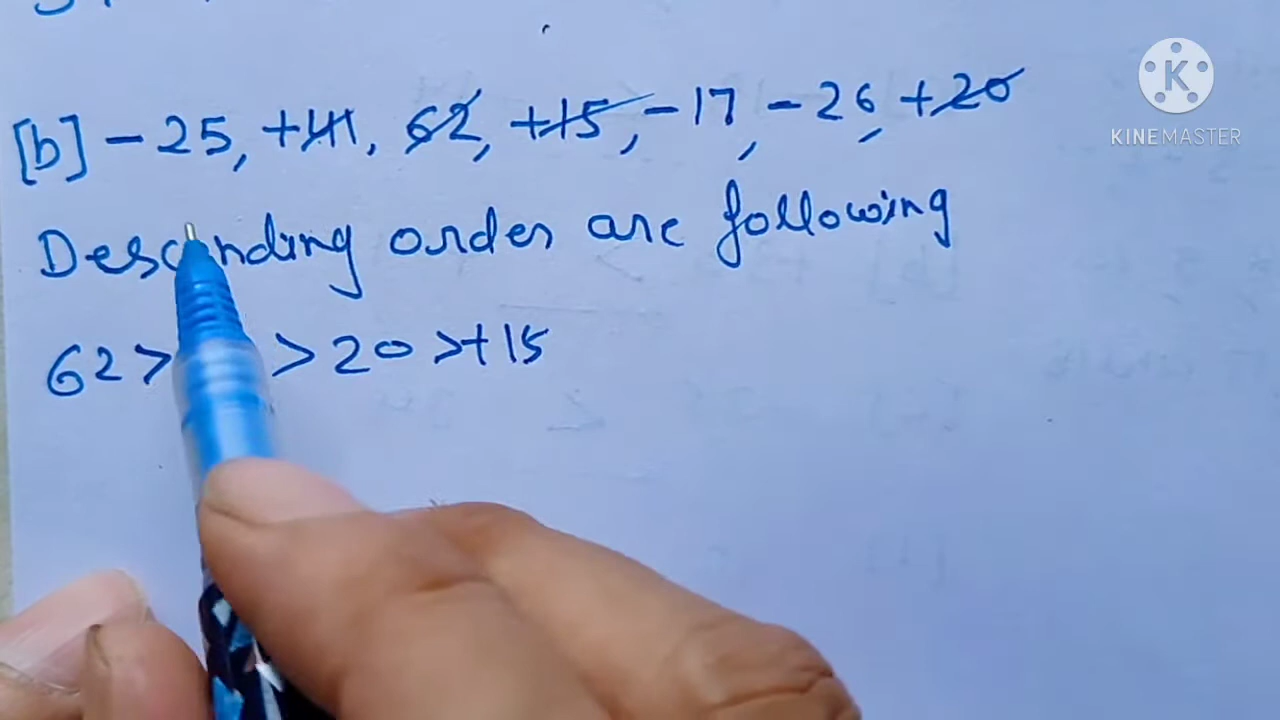 [b] -25, +41, 62, +15, -17, -26, +20
Descending order are following
62> > 20 >+15
K
KINEMASTER